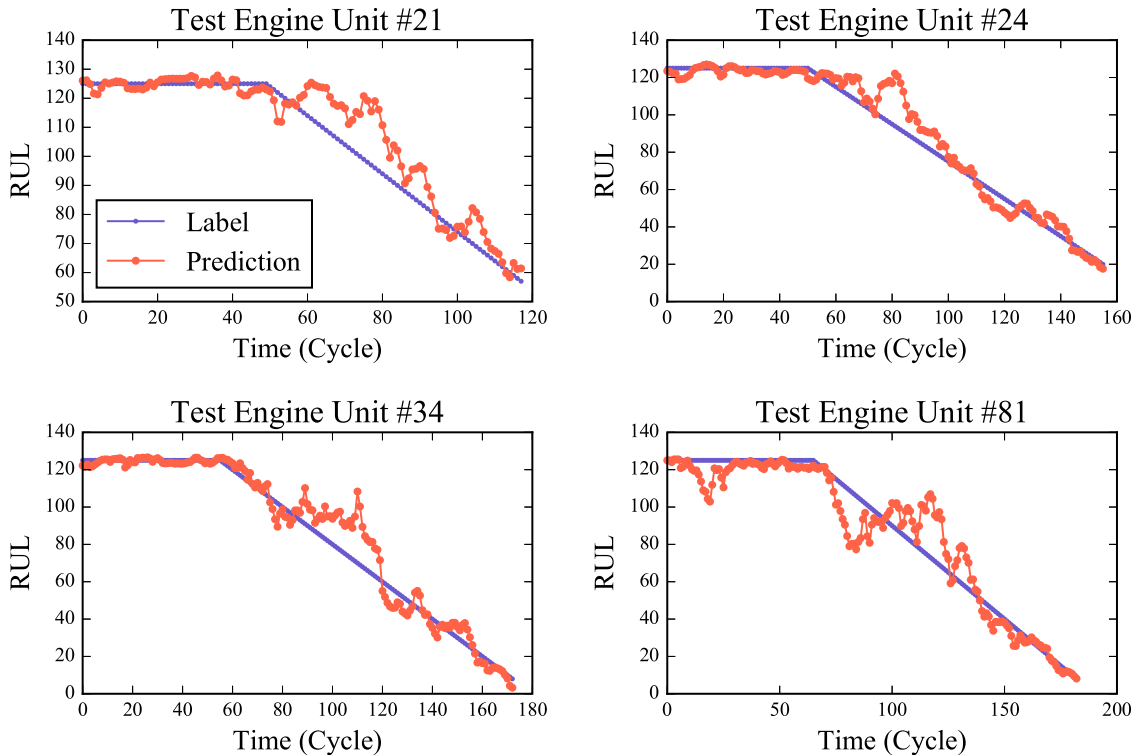 Test Engine Unit #21
140
130
120
110
100
90
80
70
60
50
RUL
Label
Prediction
0 20 40 60 80 100 120
Time (Cycle)
Test Engine Unit #24
140
120
100
80
60
40
20
0
RUL
0 20 40 60 80 100 120 140 160
Time (Cycle)
Test Engine Unit #34
140
120
100
80
60
40
20
0
RUL
0 20 40 60 80 100 120 140 160 180
Time (Cycle)
Test Engine Unit #81
140
120
100
80
60
40
20
0
RUL
0 50 100 150 200
Time (Cycle)